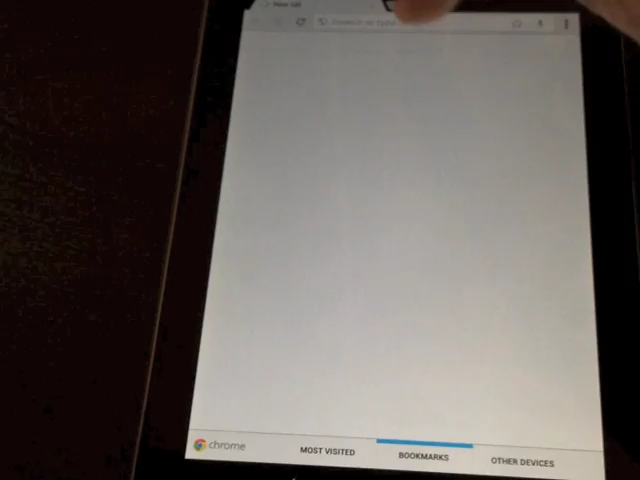 New tab
Search or type
chrome
MOST VISITED
BOOKMARKS
OTHER DEVICES